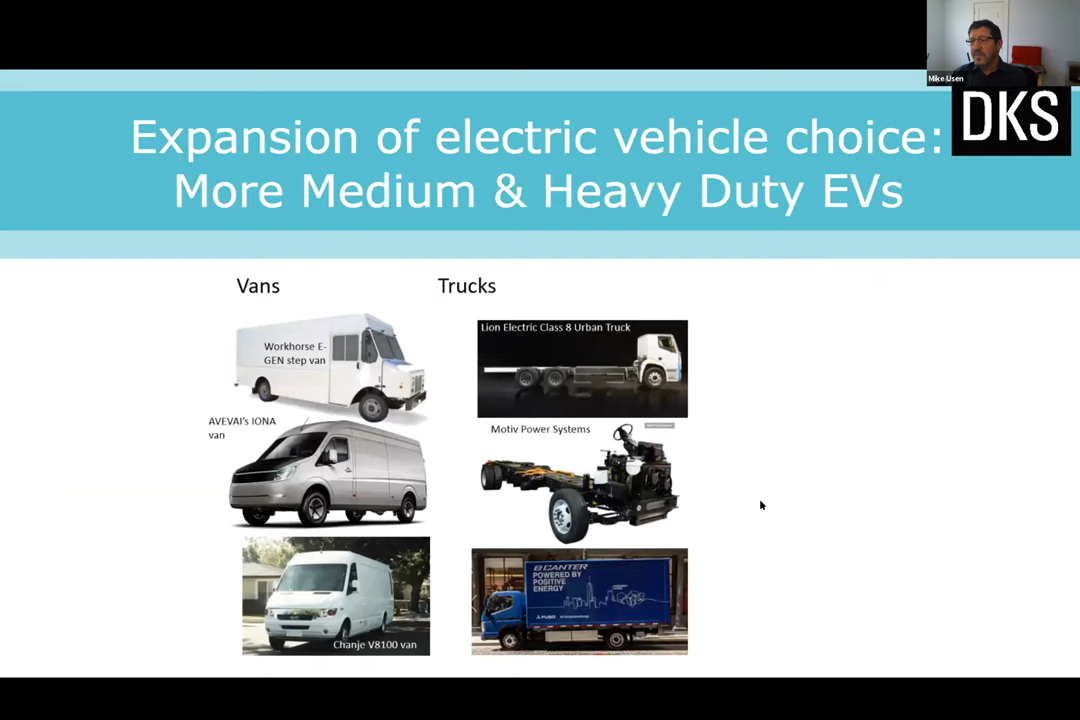 Mike Usen
DKS
Expansion of electric vehicle choice:
More Medium & Heavy Duty EVs
Vans
Trucks
Workhorse E-
GEN step van
Lion Electric Class 8 Urban Truck
AVEVAI's IONA
van
Motiv Power Systems
Chanje V8100 van
CANTER
POWERED BY
POSITIVE
ENERGY
FUSO